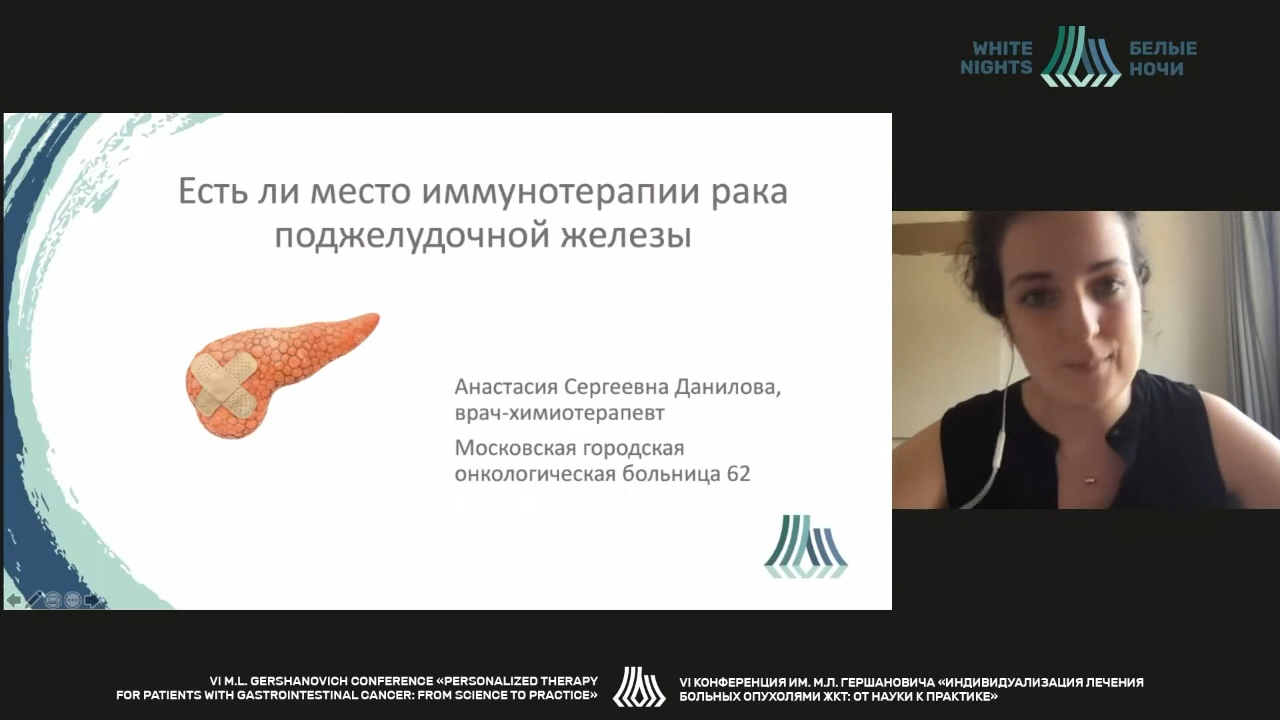 WHITE
NIGHTS
БЕЛЫЕ
НОЧИ
Есть ли место иммунотерапии рака
поджелудочной железы
Анастасия Сергеевна Данилова,
врач-химиотерапевт
Московская городская
онкологическая больница 62
VI M.L. GERSHANOVICH CONFERENCE «PERSONALIZED THERAPY
FOR PATIENTS WITH GASTROINTESTINAL CANCER: FROM SCIENCE TO PRACTICE»
VI КОНФЕРЕНЦИЯ ИМ. М.Л. ГЕРШАНОВИЧА «ИНДИВИДУАЛИЗАЦИЯ ЛЕЧЕНИЯ
БОЛЬНЫХ ОПУХОЛЯМИ ЖКТ: ОТ НАУКИ К ПРАКТИКЕ»